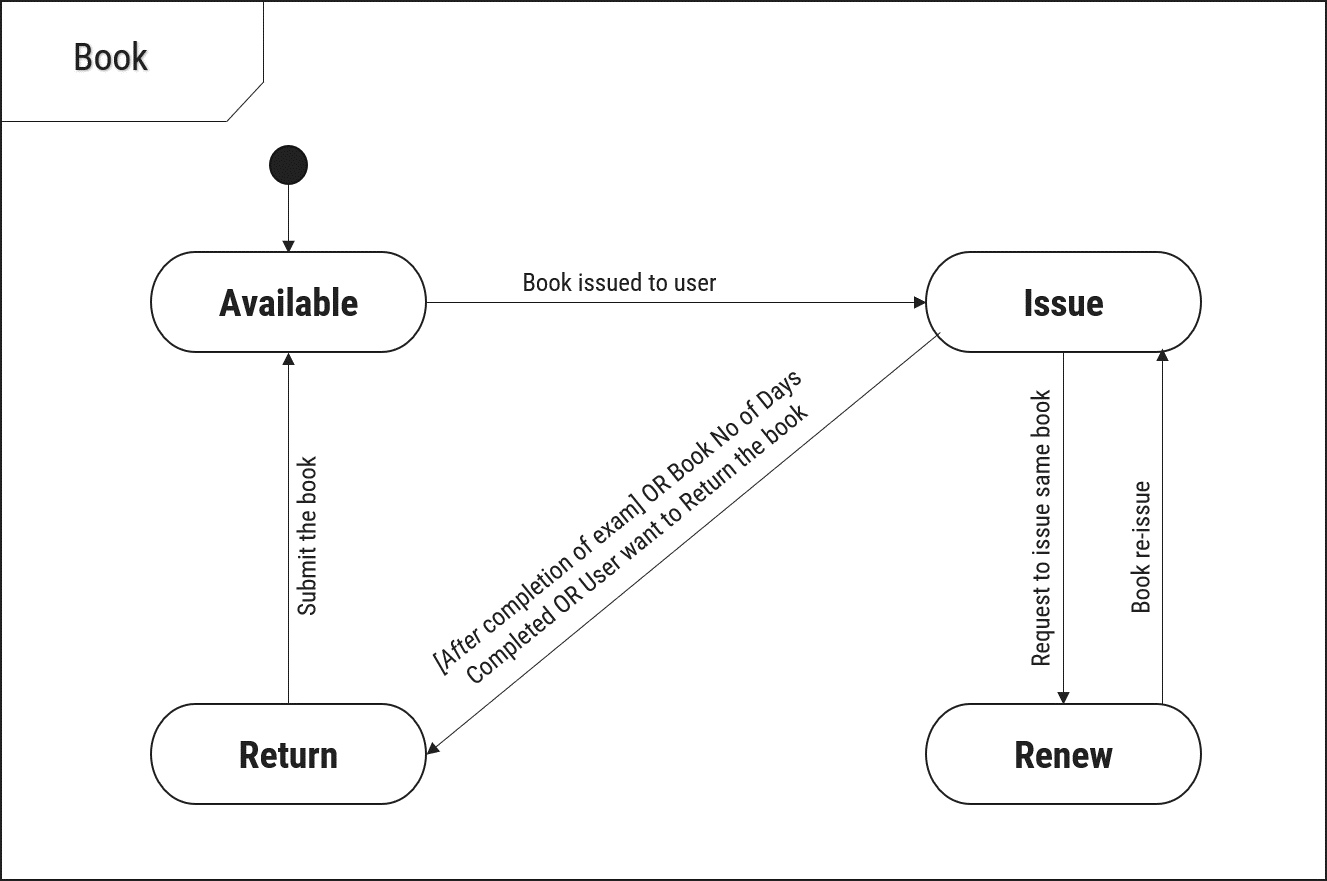 Book
Available
Book issued to user
Issue
[After completion of exam] OR Book No of Days
Completed OR User want to Return the book
Submit the book
Request to issue same book
Book re-issue
Return
Renew